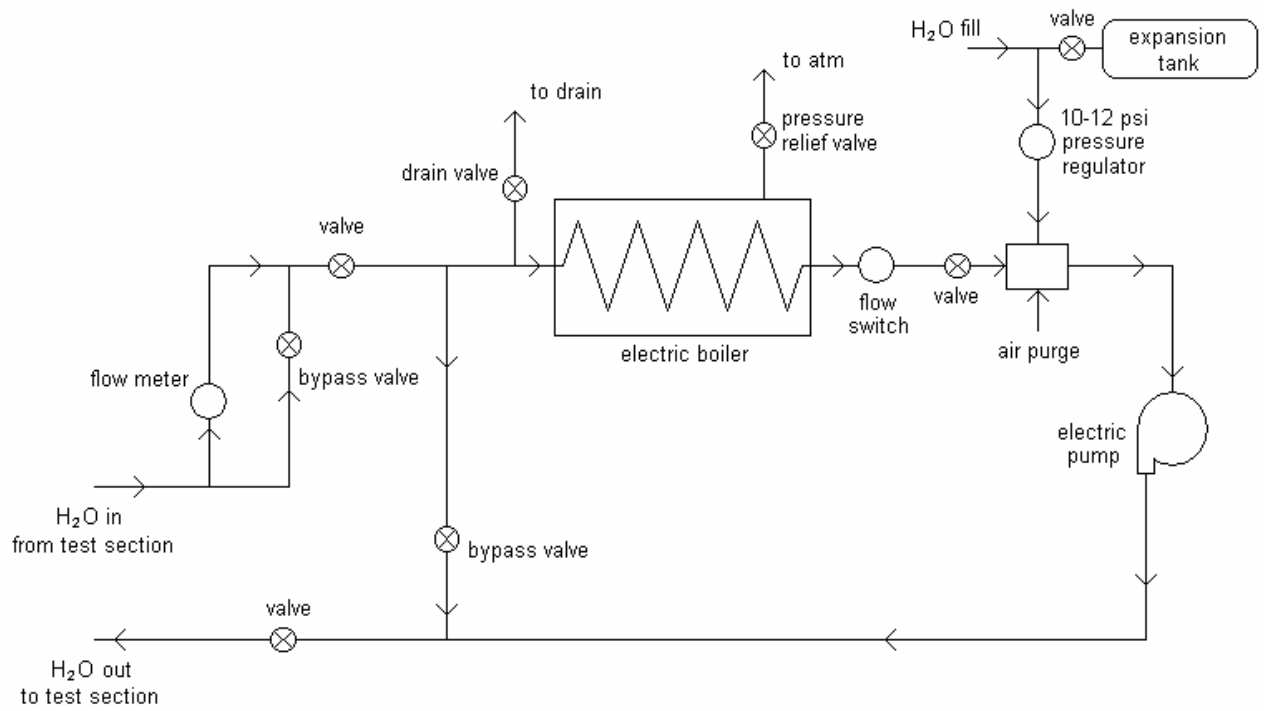 H₂O fill
valve
expansion
tank
to atm
to drain
pressure
relief valve
10-12 psi
pressure
regulator
drain valve
valve
flow
switch
valve
electric boiler
air purge
flow meter
bypass valve
electric
pump
H₂O in
from test section
bypass valve
valve
H₂O out
to test section